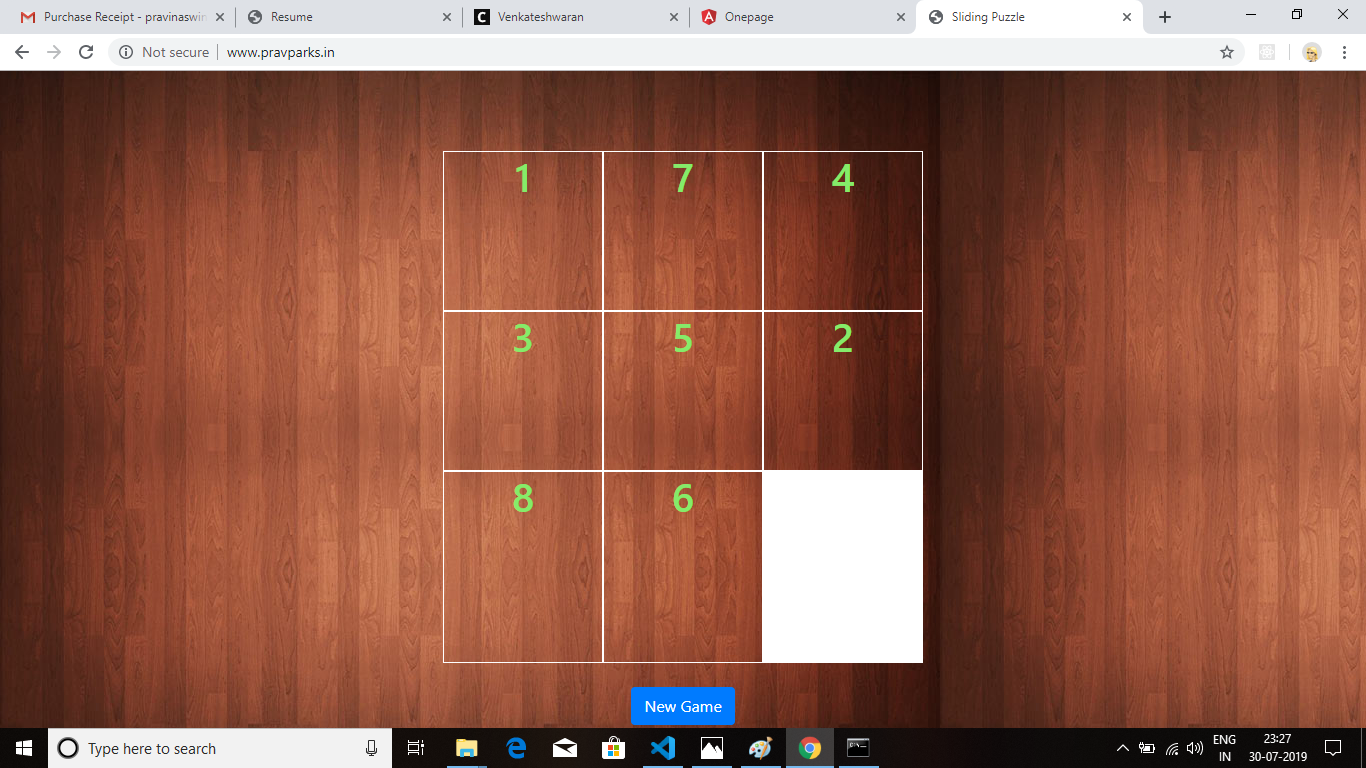 Purchase Receipt - pravinaswin
Resume
Venkateshwaran
Onepage
Sliding Puzzle
Not secure
www.pravparks.in
1 7 4
3 5 2
8 6
New Game
Type here to search
ENG
IN
23:27
30-07-2019